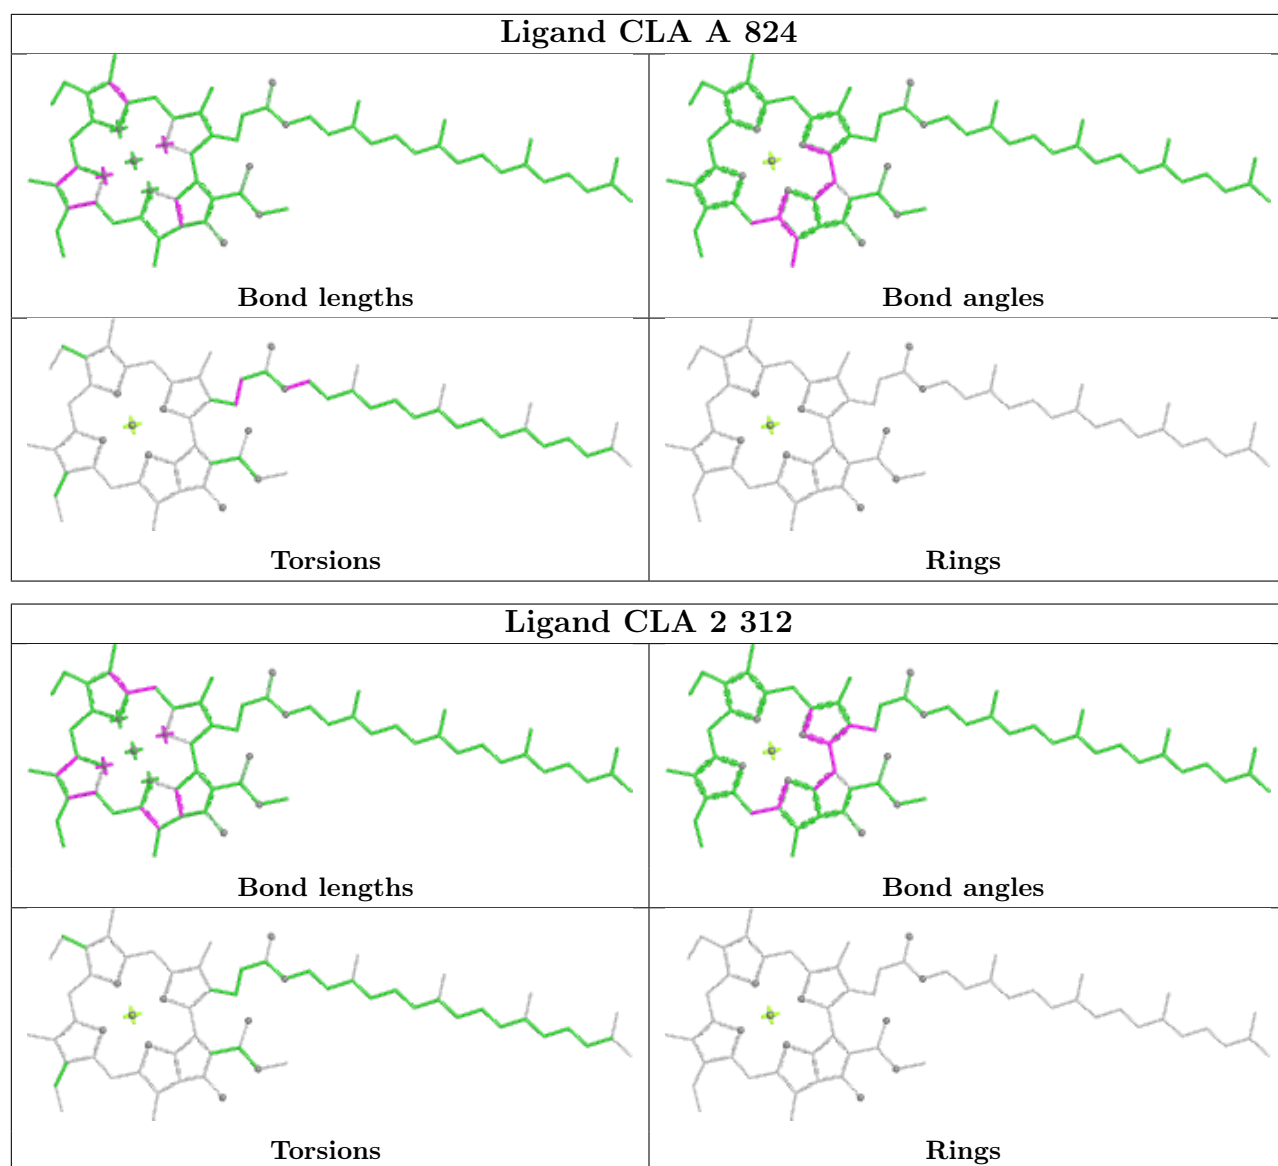 Ligand CLA A 824
Bond lengths
Bond angles
Torsions
Rings
Ligand CLA 2 312
Bond lengths
Bond angles
Torsions
Rings